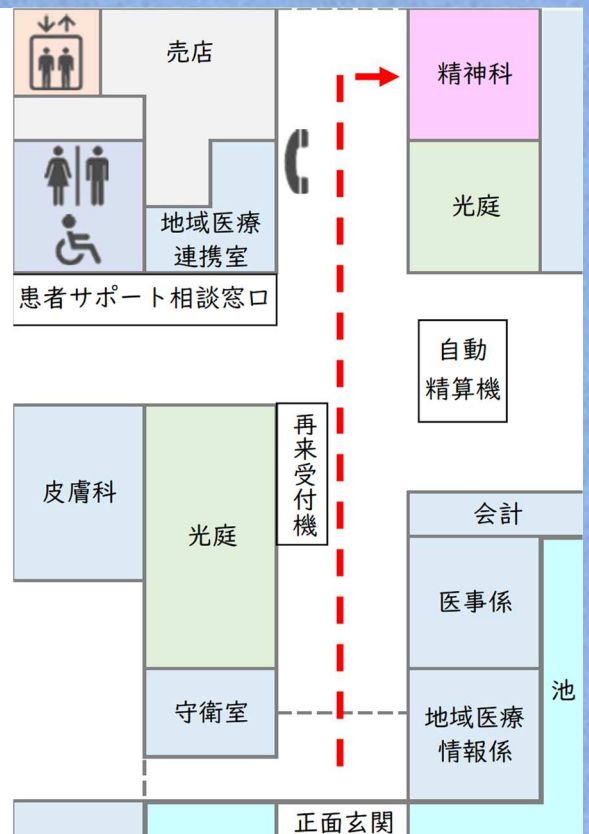 売店
精神科
光庭
地域医療
連携室
患者サポート相談窓口
自動
精算機
再来受付機
皮膚科
光庭
会計
医事係
池
守衛室
地域医療
情報係
正面玄関